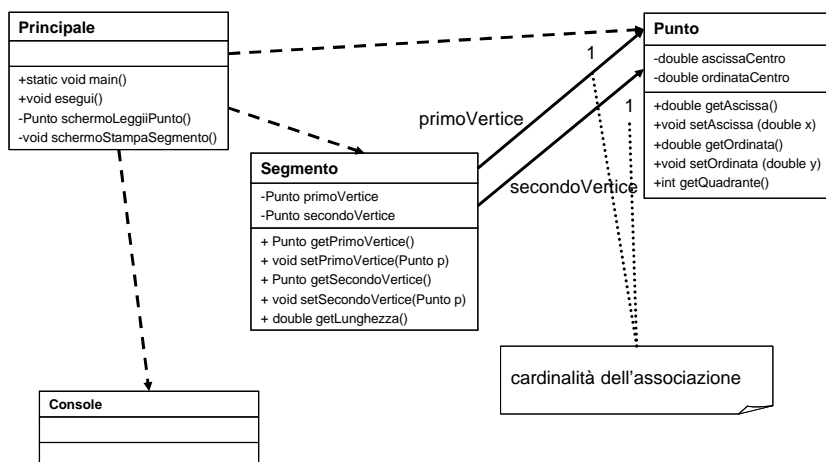 Principale
+static void main()
+void esegui()
-Punto schermoLeggiiPunto()
-void schermoStampaSegmento()
Punto
-double ascissaCentro
-double ordinataCentro
+double getAscissa()
+void setAscissa (double x)
+double getOrdinata()
+void setOrdinata (double y)
+int getQuadrante()
1
1
primoVertice
secondoVertice
Segmento
-Punto primoVertice
-Punto secondoVertice
+ Punto getPrimoVertice()
+ void setPrimoVertice(Punto p)
+ Punto getSecondoVertice()
+ void setSecondoVertice(Punto p)
+ double getLunghezza()
cardinalità dell'associazione
Console